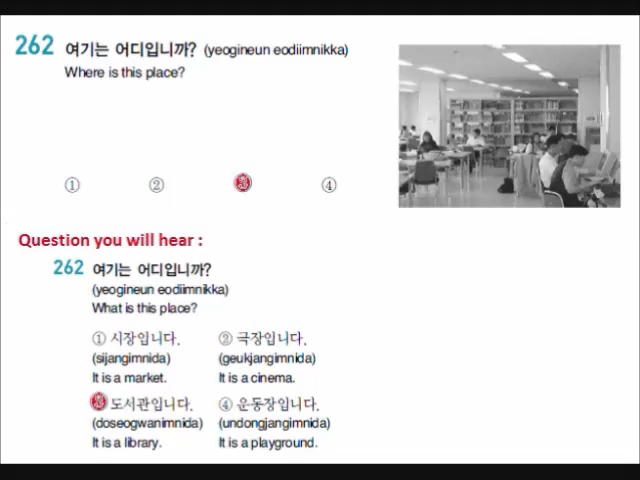 262 여기는 어디입니까? (yeogineun eodiimnikka)
Where is this place?
① ② ③ ④
Question you will hear :
262 여기는 어디입니까?
(yeogineun eodiimnikka)
What is this place?
① 시장입니다. ② 극장입니다.
(sijangimnida) (geukjangimnida)
It is a market. It is a cinema.
③ 도서관입니다. ④ 운동장입니다.
(doseogwanimnida) (undongjangimnida)
It is a library. It is a playground.